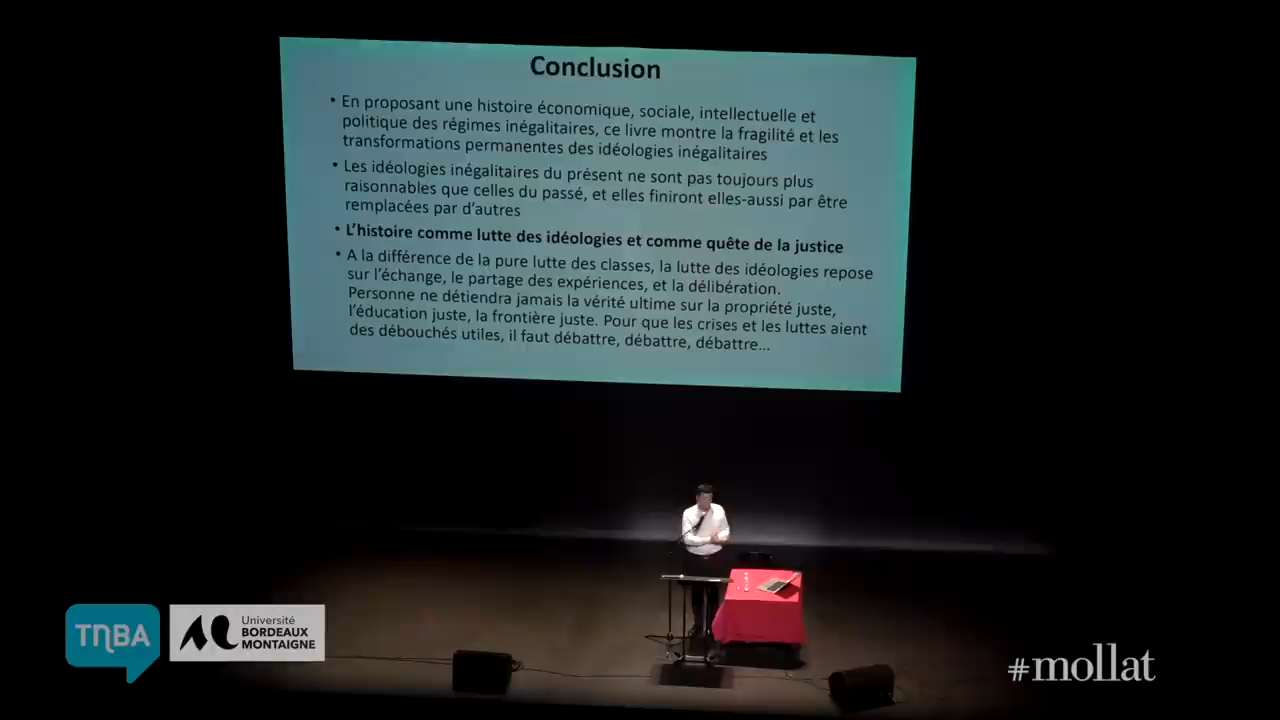 Conclusion
• En proposant une histoire économique, sociale, intellectuelle et
politique des régimes inégalitaires, ce livre montre la fragilité et les
transformations permanentes des idéologies inégalitaires
• Les idéologies inégalitaires du présent ne sont pas toujours plus
raisonnables que celles du passé, et elles finiront elles-aussi par être
remplacées par d'autres
• L'histoire comme lutte des idéologies et comme quête de la justice
• A la différence de la pure lutte des classes, la lutte des idéologies repose
sur l'échange, le partage des expériences, et la délibération.
Personne ne détiendra jamais la vérité ultime sur la propriété juste,
l'éducation juste, la frontière juste. Pour que les crises et les luttes aient
des débouchés utiles, il faut débattre, débattre, débattre...
TnBA
Université
BORDEAUX
MONTAIGNE
#mollat